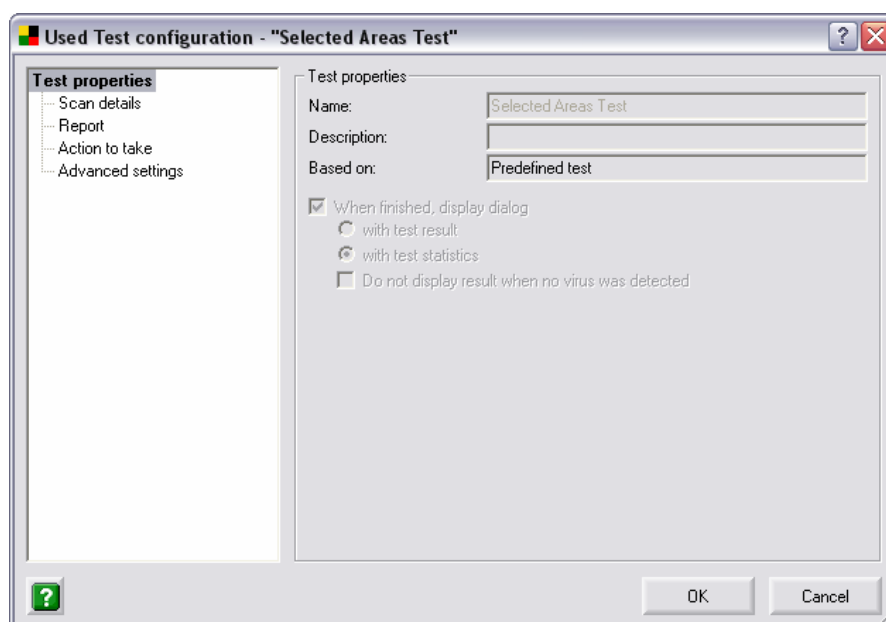 Used Test configuration - "Selected Areas Test"
Test properties
Scan details
Report
Action to take
Advanced settings
Test properties
Name: Selected Areas Test
Description:
Based on: Predefined test
When finished, display dialog
with test result
with test statistics
Do not display result when no virus was detected
OK Cancel